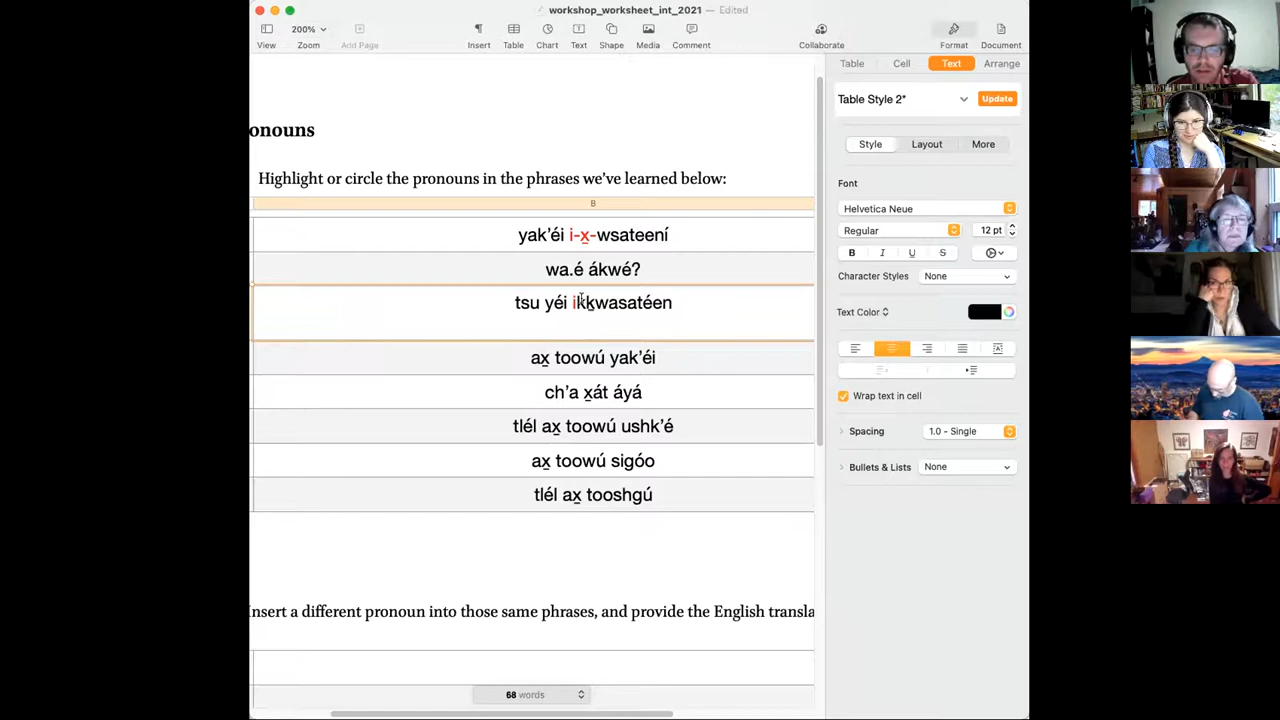 workshop_worksheet_int_2021 — Edited
View
200%
Zoom
Add Page
Insert
Table
Chart
Text
Shape
Media
Comment
Collaborate
Format
Document
Table
Cell
Text
Arrange
Table Style 2*
Update
onouns
Style
Layout
More
Highlight or circle the pronouns in the phrases we’ve learned below:
Font
B
Helvetica Neue
yak’éi i-x̱-wsateení
Regular
12 pt
B I U S
wa.é ákwé?
Character Styles
None
tsu yéi ikḵwasatéen
Text Color
ax̱ toowú yak’éi
ch’a x̱át áyá
Wrap text in cell
tlél ax̱ toowú ushk’é
Spacing
1.0 - Single
ax̱ toowú sigóo
Bullets & Lists
None
tlél ax̱ tooshgú
nsert a different pronoun into those same phrases, and provide the English transla
68 words